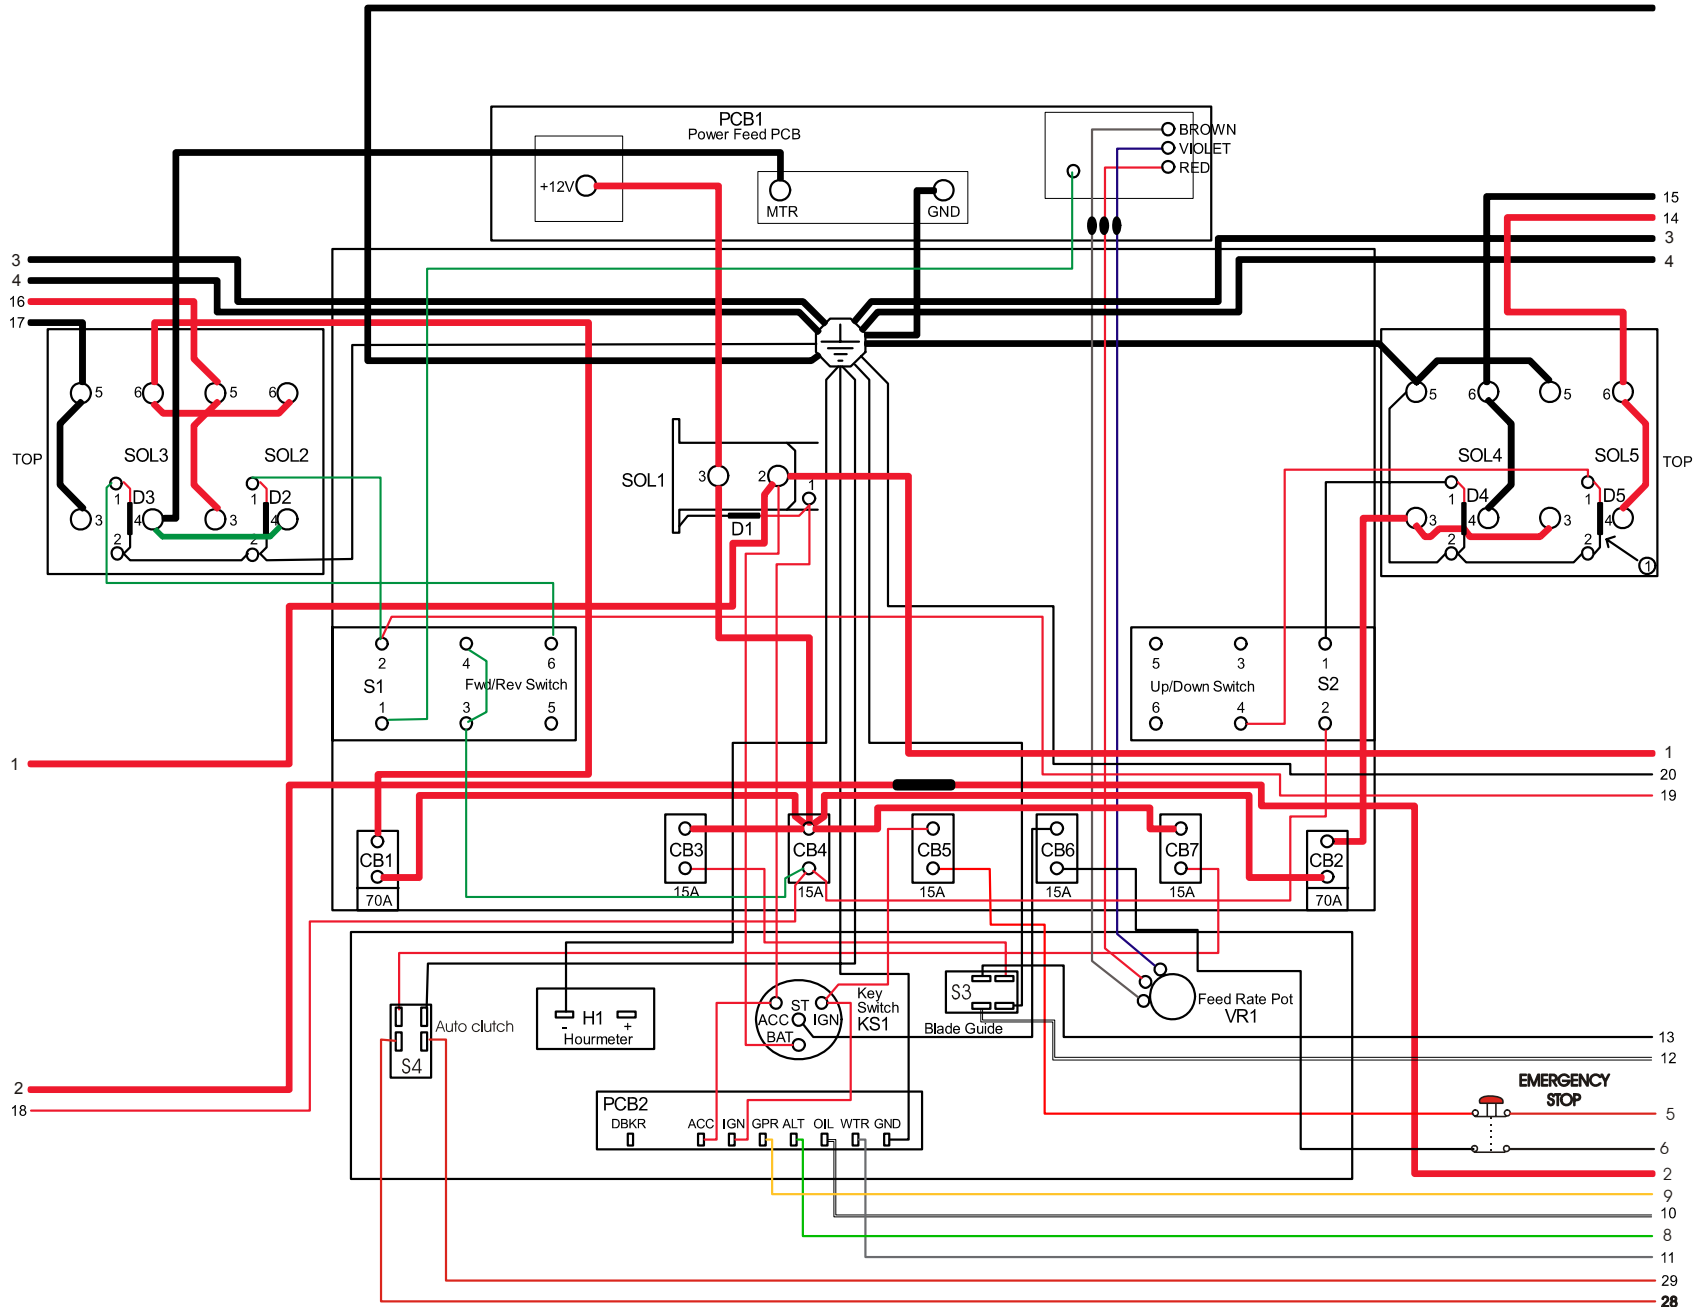 PCB1
Power Feed PCB
BROWN
VIOLET
RED
+12V
MTR
GND
15
14
3
4
3
4
16
17
5
6
5
6
TOP
SOL3
SOL2
1
D3
1
D2
3
4
3
4
2
2
SOL1
3
2
1
D1
5
6
5
6
SOL4
SOL5
TOP
1
D4
1
D5
3
4
3
4
2
2
1
2
4
6
S1
Fwd/Rev Switch
1
3
5
5
3
1
Up/Down Switch
S2
6
4
2
1
1
20
19
CB1
70A
CB3
15A
CB4
15A
CB5
15A
CB6
15A
CB7
15A
CB2
70A
Auto clutch
S4
H1
- +
Hourmeter
Key
Switch
KS1
ST
ACC
IGN
BAT
S3
Blade Guide
Feed Rate Pot
VR1
13
12
2
18
PCB2
DBKR
ACC
IGN
GPR
ALT
OIL
WTR
GND
EMERGENCY
STOP
5
6
2
9
10
8
11
29
28